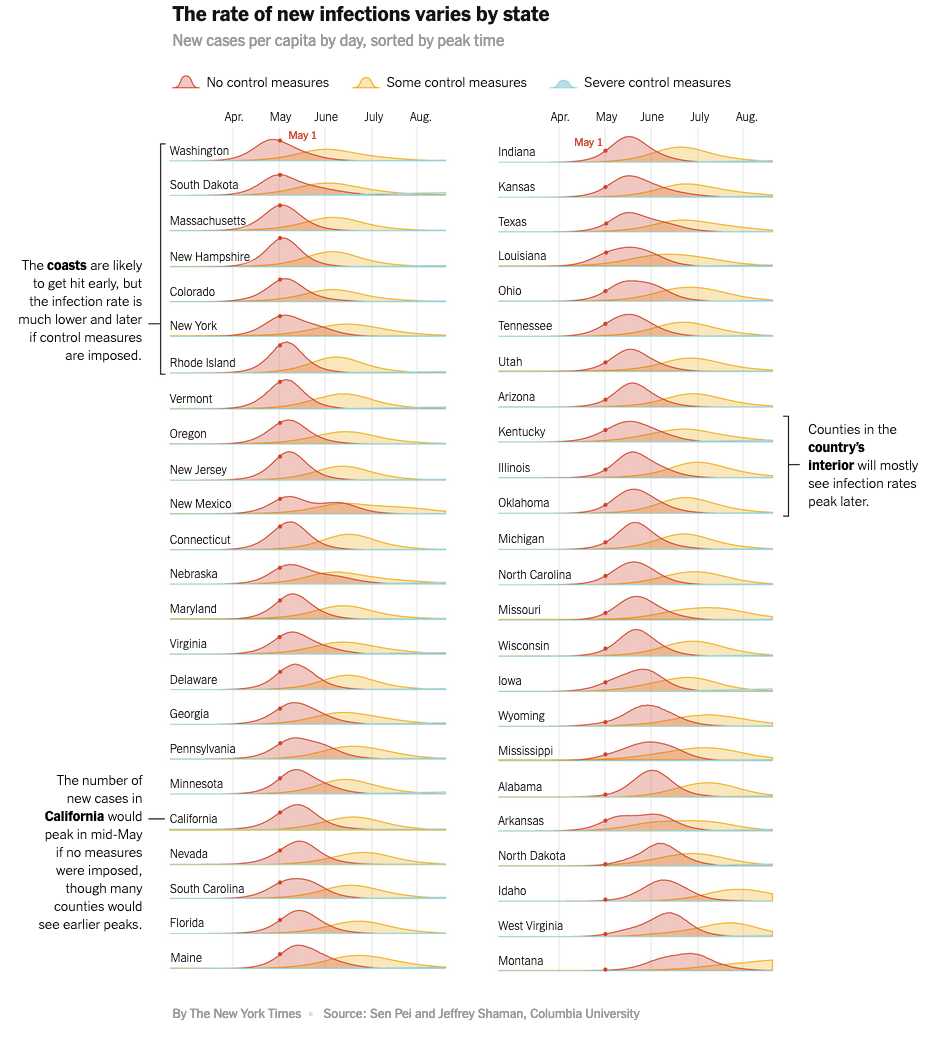 The rate of new infections varies by state
New cases per capita by day, sorted by peak time
No control measures
Some control measures
Severe control measures
Apr. May June July Aug.
May 1
Washington
South Dakota
Massachusetts
New Hampshire
Colorado
New York
Rhode Island
Vermont
Oregon
New Jersey
New Mexico
Connecticut
Nebraska
Maryland
Virginia
Delaware
Georgia
Pennsylvania
Minnesota
California
Nevada
South Carolina
Florida
Maine
The coasts are likely
to get hit early, but
the infection rate is
much lower and later
if control measures
are imposed.
The number of
new cases in
California would
peak in mid-May
if no measures
were imposed,
though many
counties would
see earlier peaks.
Apr. May June July Aug.
May 1
Indiana
Kansas
Texas
Louisiana
Ohio
Tennessee
Utah
Arizona
Kentucky
Illinois
Oklahoma
Michigan
North Carolina
Missouri
Wisconsin
Iowa
Wyoming
Mississippi
Alabama
Arkansas
North Dakota
Idaho
West Virginia
Montana
Counties in the
country's
interior will mostly
see infection rates
peak later.
By The New York Times ▪ Source: Sen Pei and Jeffrey Shaman, Columbia University